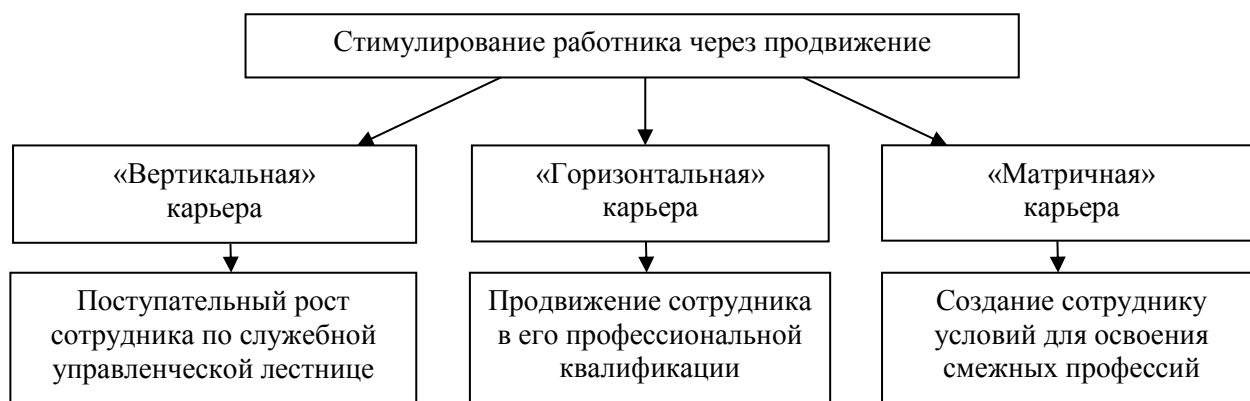 Стимулирование работника через продвижение
«Вертикальная»
карьера
«Горизонтальная»
карьера
«Матричная»
карьера
Поступательный рост
сотрудника по служебной
управленческой лестнице
Продвижение сотрудника
в его профессиональной
квалификации
Создание сотруднику
условий для освоения
смежных профессий